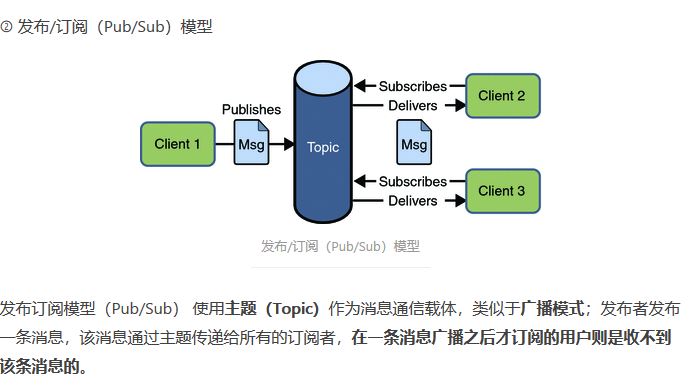 ② 发布/订阅（Pub/Sub）模型
Subscribes
Client 2
Publishes
Delivers
Client 1
Msg
Topic
Msg
Subscribes
Client 3
Delivers
发布/订阅（Pub/Sub）模型
发布订阅模型（Pub/Sub） 使用主题（Topic）作为消息通信载体，类似于广播模式；发布者发布
一条消息，该消息通过主题传递给所有的订阅者，在一条消息广播之后才订阅的用户则是收不到
该条消息的。